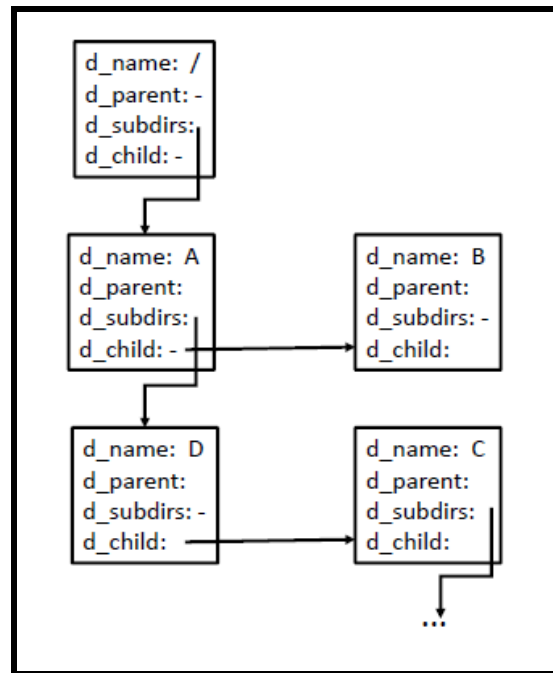 d_name: /
d_parent: -
d_subdirs:
d_child: -
d_name: A
d_parent:
d_subdirs:
d_child: -
d_name: B
d_parent:
d_subdirs: -
d_child:
d_name: D
d_parent:
d_subdirs: -
d_child:
d_name: C
d_parent:
d_subdirs:
d_child:
...